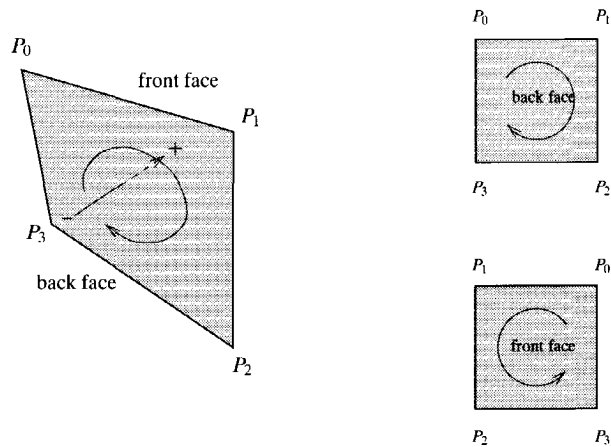 P0
front face
P1
+
-
P3
back face
P2
P0 P1
back face
P3 P2
P1 P0
front face
P2 P3